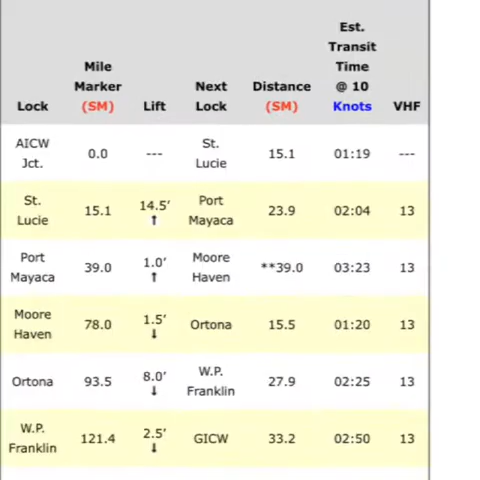 Lock Mile Marker (SM) Lift Next Lock Distance (SM) Est. Transit Time @ 10 Knots VHF
AICW Jct. 0.0 --- St. Lucie 15.1 01:19 ---
St. Lucie 15.1 14.5’ ↑ Port Mayaca 23.9 02:04 13
Port Mayaca 39.0 1.0’ ↑ Moore Haven **39.0 03:23 13
Moore Haven 78.0 1.5’ ↓ Ortona 15.5 01:20 13
Ortona 93.5 8.0’ ↓ W.P. Franklin 27.9 02:25 13
W.P. Franklin 121.4 2.5’ ↓ GICW 33.2 02:50 13